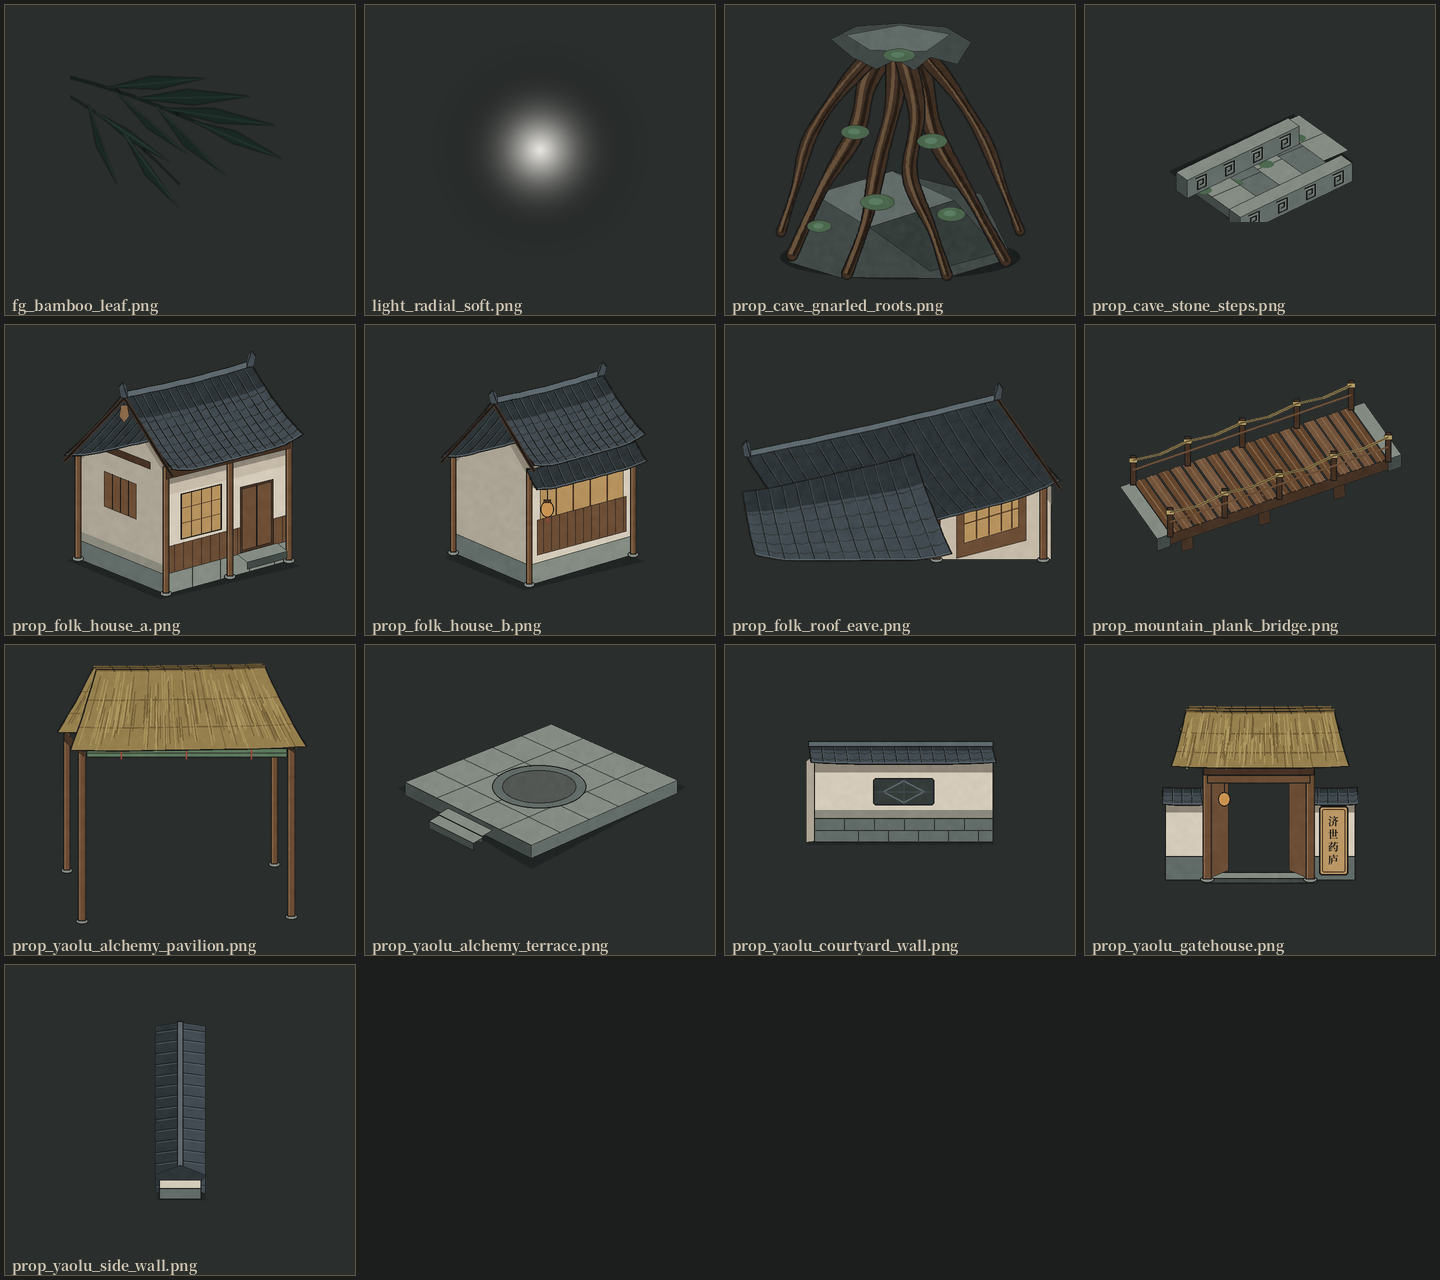 fg_bamboo_leaf.png
light_radial_soft.png
prop_cave_gnarled_roots.png
prop_cave_stone_steps.png
prop_folk_house_a.png
prop_folk_house_b.png
prop_folk_roof_eave.png
prop_mountain_plank_bridge.png
济世药庐
prop_yaolu_alchemy_pavilion.png
prop_yaolu_alchemy_terrace.png
prop_yaolu_courtyard_wall.png
prop_yaolu_gatehouse.png
prop_yaolu_side_wall.png